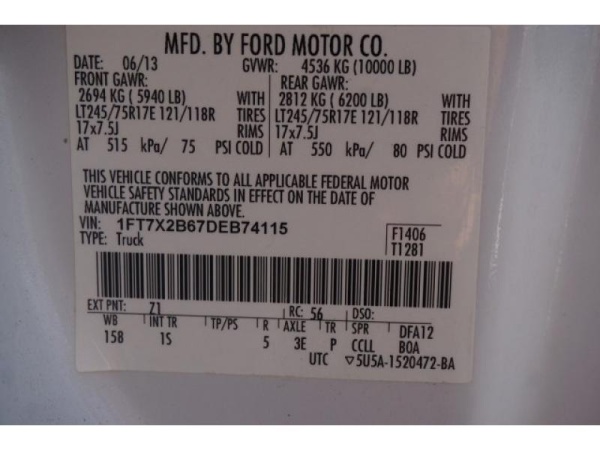 MFD. BY FORD MOTOR CO.
DATE: 06/13 GVWR: 4536 KG (10000 LB)
FRONT GAWR: REAR GAWR:
2694 KG ( 5940 LB) WITH 2812 KG ( 6200 LB) WITH
LT245/75R17E 121/118R TIRES LT245/75R17E 121/118R TIRES
17x7.5J RIMS 17x7.5J RIMS
AT 515 kPa/ 75 PSI COLD AT 550 kPa/ 80 PSI COLD
THIS VEHICLE CONFORMS TO ALL APPLICABLE FEDERAL MOTOR
VEHICLE SAFETY STANDARDS IN EFFECT ON THE DATE OF
MANUFACTURE SHOWN ABOVE.
VIN: 1FT7X2B67DEB74115 F1406
TYPE: Truck T1281
EXT PNT: Z1 RC: 56 DSO:
WB INT TR TP/PS R AXLE TR SPR DFA12
158 1S 5 3E P CCLL BOA
UTC ▽5U5A-1520472-BA